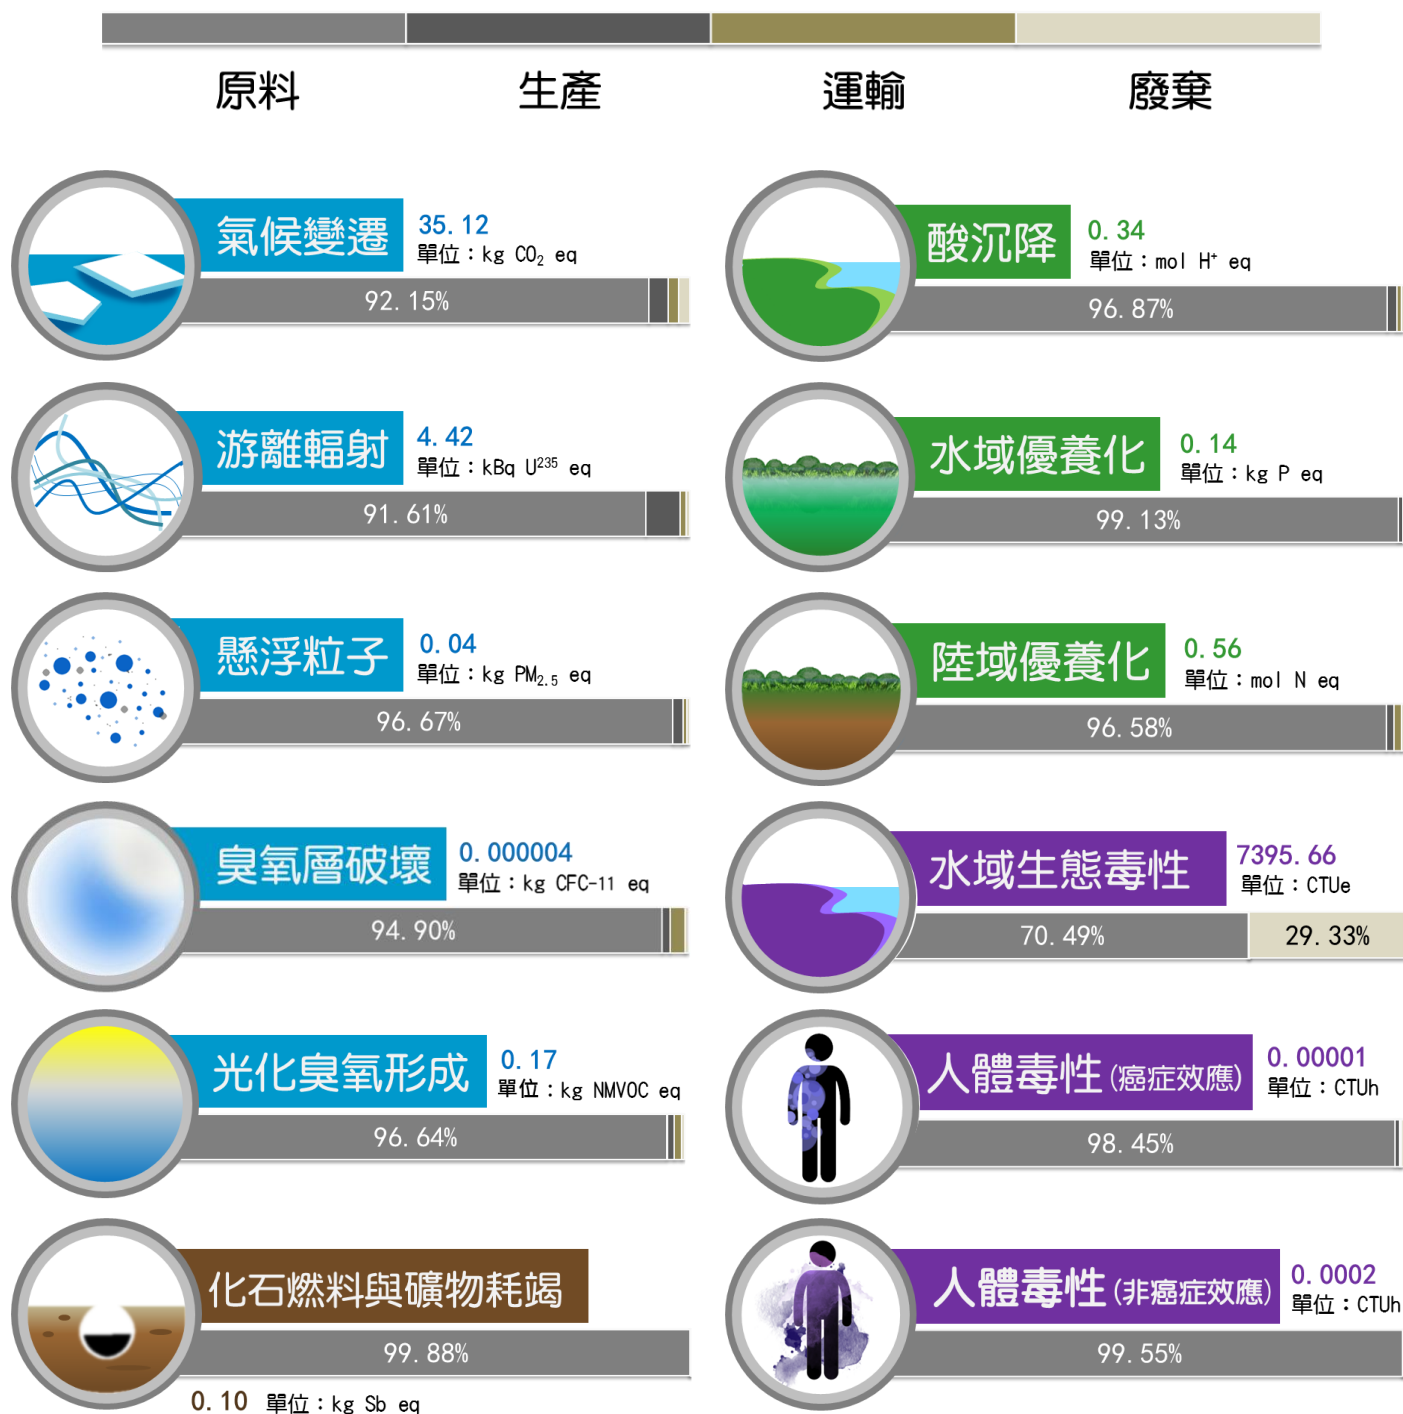 原料
生產
運輸
廢棄
氣候變遷
35.12
單位：kg CO₂ eq
92.15%
酸沉降
0.34
單位：mol H⁺ eq
96.87%
游離輻射
4.42
單位：kBq U²³⁵ eq
91.61%
水域優養化
0.14
單位：kg P eq
99.13%
懸浮粒子
0.04
單位：kg PM₂.₅ eq
96.67%
陸域優養化
0.56
單位：mol N eq
96.58%
臭氧層破壞
0.000004
單位：kg CFC-11 eq
94.90%
水域生態毒性
7395.66
單位：CTUe
70.49%
29.33%
光化臭氧形成
0.17
單位：kg NMVOC eq
96.64%
人體毒性(癌症效應)
0.00001
單位：CTUh
98.45%
化石燃料與礦物耗竭
99.88%
0.10 單位：kg Sb eq
人體毒性(非癌症效應)
0.0002
單位：CTUh
99.55%